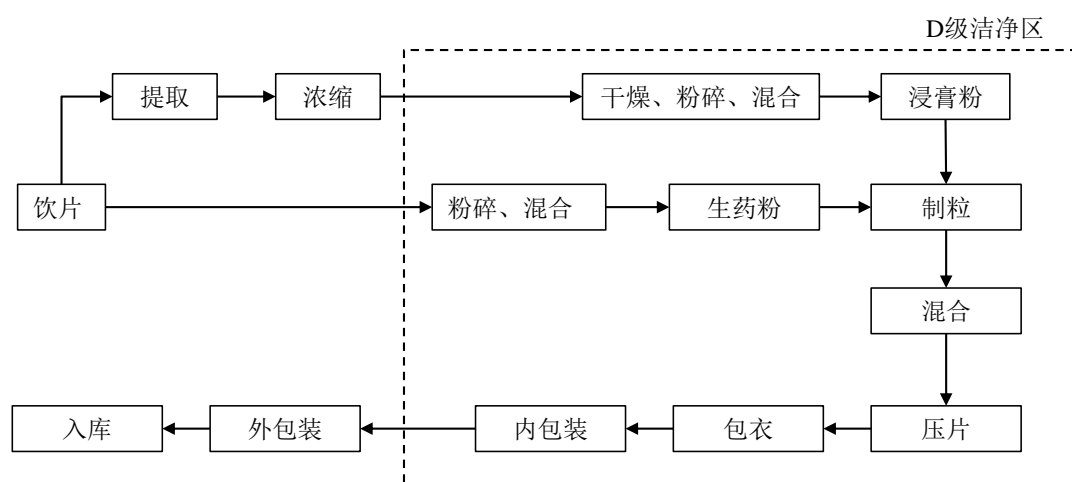 D级洁净区
提取
浓缩
干燥、粉碎、混合
浸膏粉
饮片
粉碎、混合
生药粉
制粒
混合
入库
外包装
内包装
包衣
压片